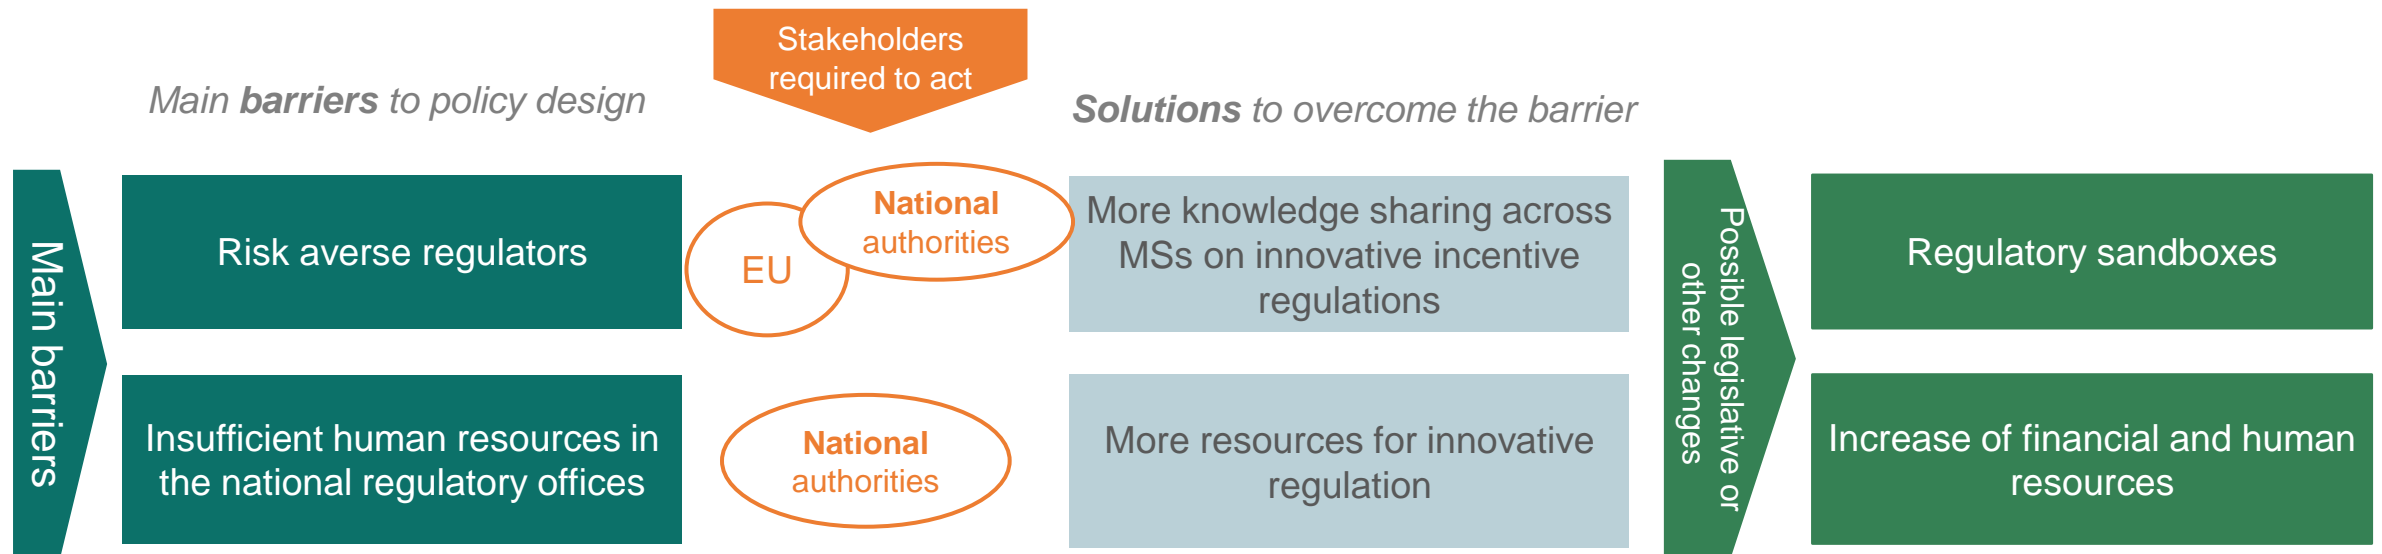 Stakeholders
required to act
Main barriers to policy design
Solutions to overcome the barrier
Main barriers
Risk averse regulators
EU
National
authorities
More knowledge sharing across
MSs on innovative incentive
regulations
Possible legislative or
other changes
Regulatory sandboxes
Insufficient human resources in
the national regulatory offices
National
authorities
More resources for innovative
regulation
Increase of financial and human
resources